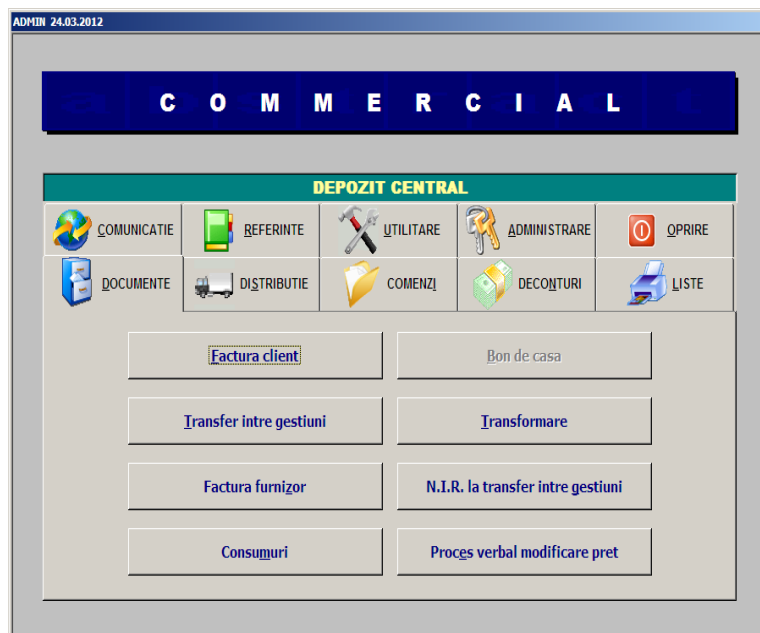 ADMIN 24.03.2012
C O M M E R C I A L
DEPOZIT CENTRAL
COMUNICATIE REFERINTE UTILITARE ADMINISTRARE OPRIRE
DOCUMENTE DISTRIBUTIE COMENZI DECONTURI LISTE
Factura client Bon de casa
Transfer intre gestiuni Transformare
Factura furnizor N.I.R. la transfer intre gestiuni
Consumuri Proces verbal modificare pret